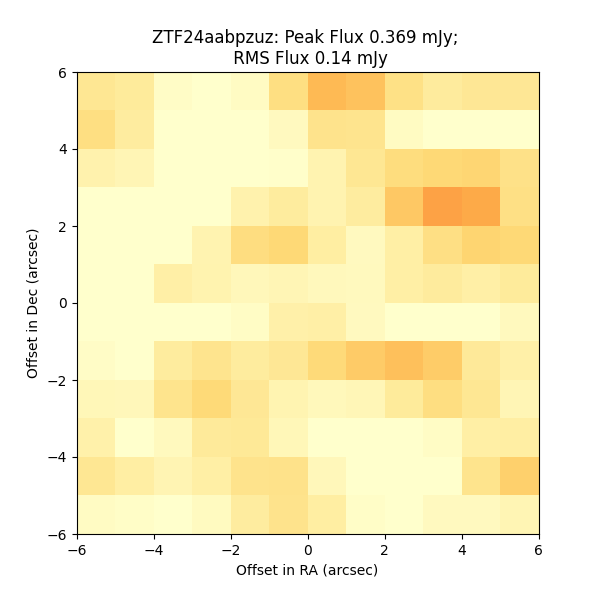 ZTF24aabpzuz: Peak Flux 0.369 mJy;
RMS Flux 0.14 mJy
6
4
2
0
−2
−4
−6
Offset in Dec (arcsec)
−6 −4 −2 0 2 4 6
Offset in RA (arcsec)